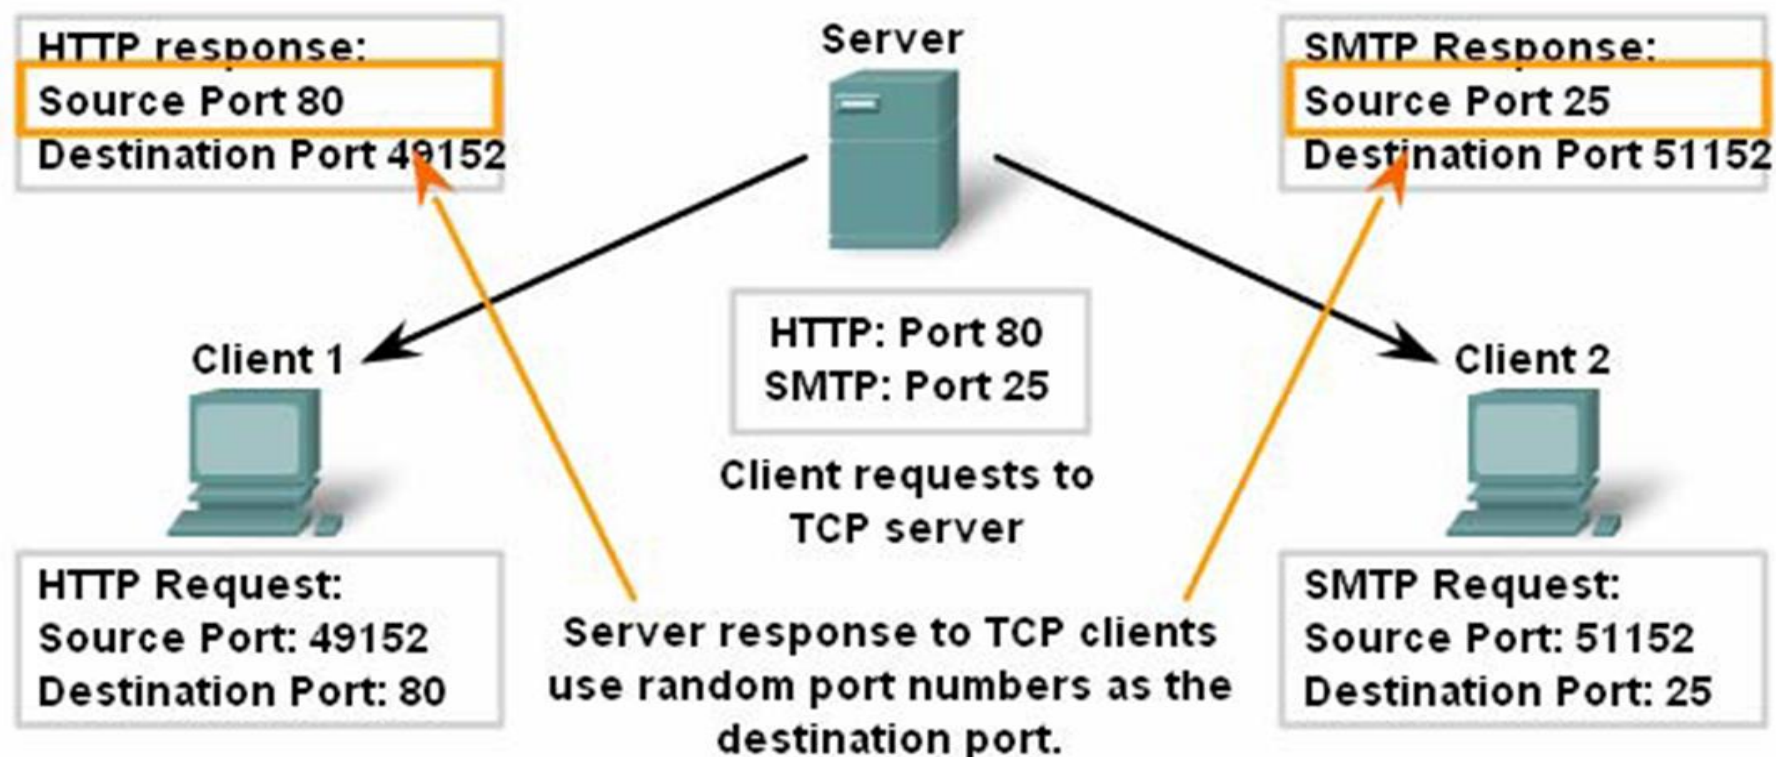 HTTP response:
Source Port 80
Destination Port 49152
Server
SMTP Response:
Source Port 25
Destination Port 51152
HTTP: Port 80
SMTP: Port 25
Client requests to
TCP server
Client 1
Client 2
HTTP Request:
Source Port: 49152
Destination Port: 80
Server response to TCP clients
use random port numbers as the
destination port.
SMTP Request:
Source Port: 51152
Destination Port: 25